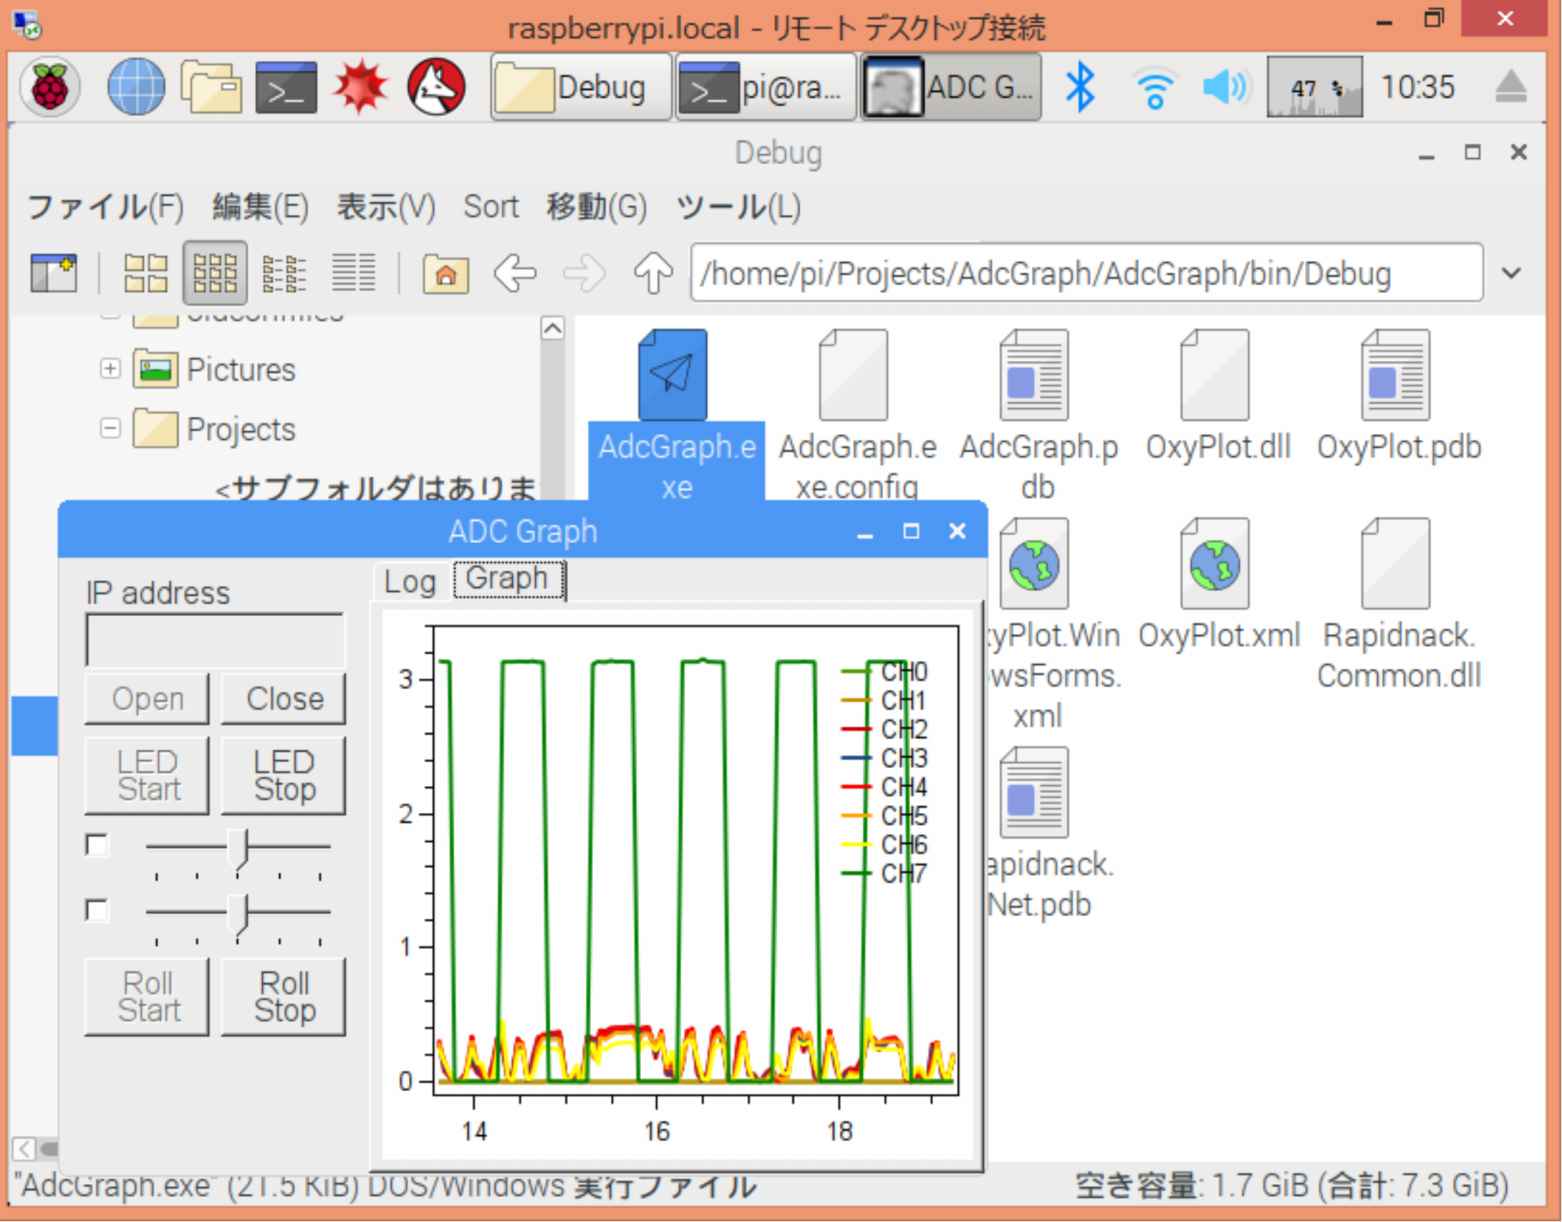 raspberrypi.local - リモート デスクトップ接続
Debug
pi@ra...
ADC G...
47 %
10:35
Debug
ファイル(F) 編集(E) 表示(V) Sort 移動(G) ツール(L)
/home/pi/Projects/AdcGraph/AdcGraph/bin/Debug
Pictures
Projects
<サブフォルダはありま
AdcGraph.e
xe
AdcGraph.e
xe.config
AdcGraph.p
db
OxyPlot.dll
OxyPlot.pdb
yPlot.Win
wsForms.
xml
OxyPlot.xml
Rapidnack.
Common.dll
apidnack.
Net.pdb
ADC Graph
IP address
Open
Close
LED
Start
LED
Stop
Roll
Start
Roll
Stop
Log
Graph
3
2
1
0
14
16
18
CH0
CH1
CH2
CH3
CH4
CH5
CH6
CH7
"AdcGraph.exe" (21.5 KiB) DOS/Windows 実行ファイル
空き容量: 1.7 GiB (合計: 7.3 GiB)